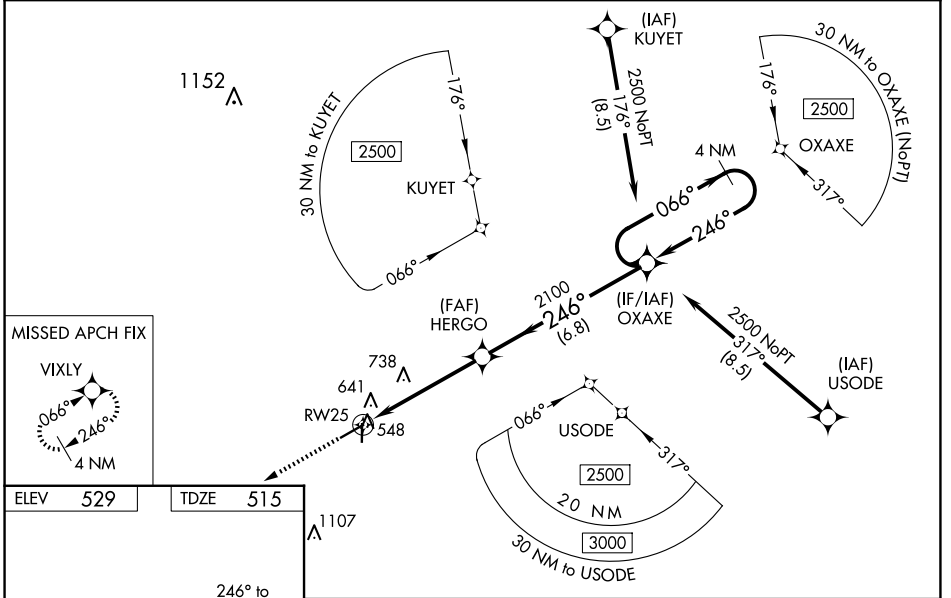 (IAF)
KUYET
1152
30 NM to KUYET
176°
2500
KUYET
066°
2500 NoPT
176°
(8.5)
30 NM to OXAXE (NoPT)
176°
2500
OXAXE
317°
4 NM
066°
246°
(IF/IAF)
OXAXE
2100
246°
(6.8)
(FAF)
HERGO
2500 NoPT
317°
(8.5)
(IAF)
USODE
MISSED APCH FIX
VIXLY
066°
246°
4 NM
738
641
RW25
548
066°
USODE
317°
2500
20 NM
3000
30 NM to USODE
ELEV 529
TDZE 515
1107
246° to